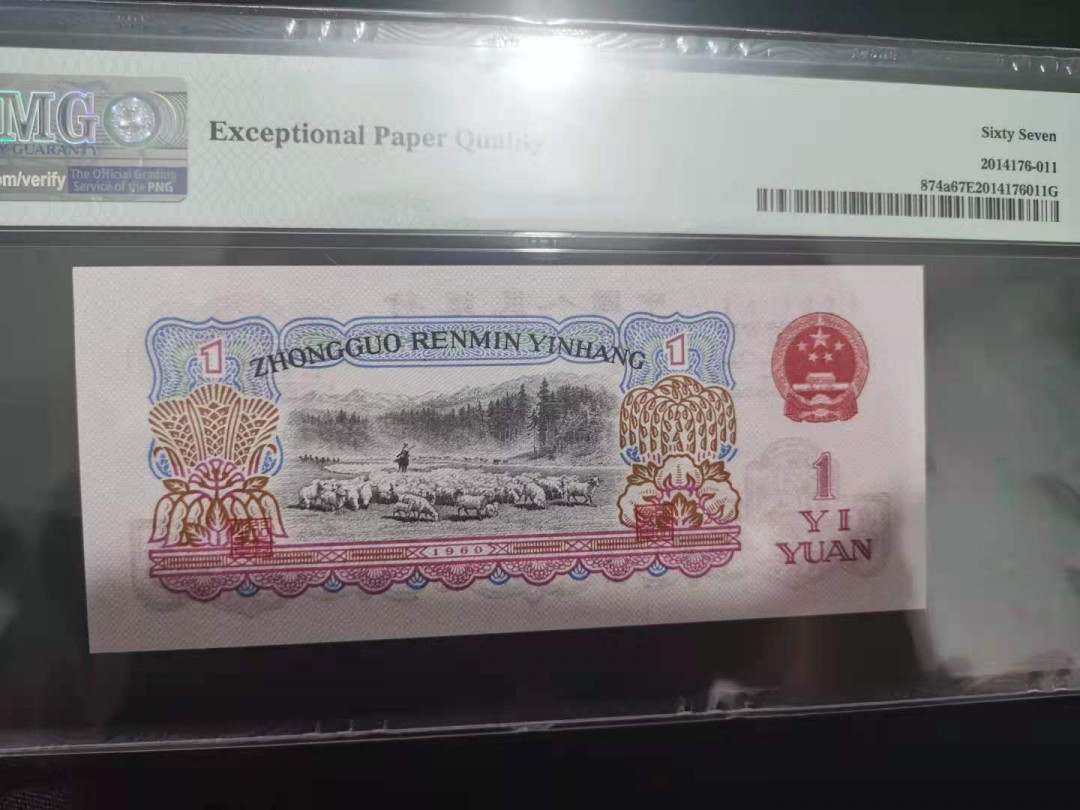 MG
Y GUARANTY
om/verify
The Official Grading
Service of the PNG
Exceptional Paper Quality
Sixty Seven
2014176-011
874a67E2014176011G
ZHONGGUO RENMIN YINHANG
1
1
1960
1
YI
YUAN